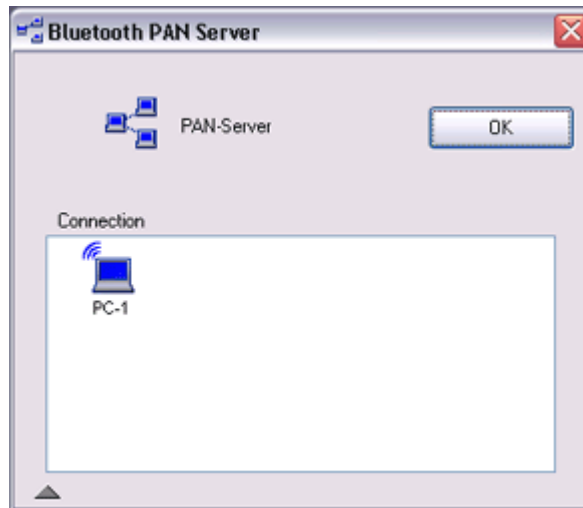 Bluetooth PAN Server
PAN-Server
OK
Connection
PC-1